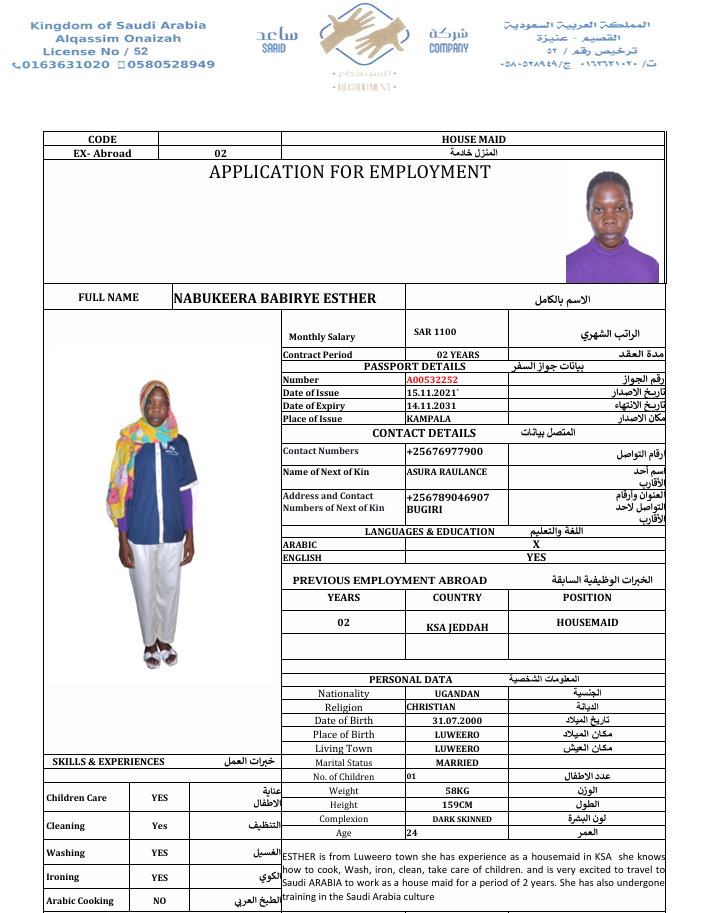 Kingdom of Saudi Arabia
Alqassim Onaizah
License No / 52
0163631020 0580528949
ساعد
SAAID
شركة
COMPANY
للاستقدام
RECRUITMENT
المملكة العربية السعودية
القصيم - عنيزة
ترخيص رقم / ٥٢
ت/ ٠١٦٣٦٣١٠٢٠ ج/٠٥٨٠٥٢٨٩٤٩
CODE HOUSE MAID
EX- Abroad 02 المنزل خادمة
APPLICATION FOR EMPLOYMENT
FULL NAME NABUKEERA BABIRYE ESTHER الاسم بالكامل
Monthly Salary SAR 1100 الراتب الشهري
Contract Period 02 YEARS مدة العقد
PASSPORT DETAILS بيانات جواز السفر
Number A00532252 رقم الجواز
Date of Issue 15.11.2021` تاريخ الاصدار
Date of Expiry 14.11.2031 تاريخ الانتهاء
Place of Issue KAMPALA مكان الاصدار
CONTACT DETAILS المتصل بيانات
Contact Numbers +25676977900 ارقام التواصل
Name of Next of Kin ASURA RAULANCE اسم أحد الأقارب
Address and Contact Numbers of Next of Kin +256789046907 BUGIRI العنوان وأرقام التواصل لاحد الأقارب
LANGUAGES & EDUCATION اللغة والتعليم
ARABIC X
ENGLISH YES
PREVIOUS EMPLOYMENT ABROAD الخبرات الوظيفية السابقة
YEARS COUNTRY POSITION
02 KSA JEDDAH HOUSEMAID
PERSONAL DATA المعلومات الشخصية
Nationality UGANDAN الجنسية
Religion CHRISTIAN الديانة
Date of Birth 31.07.2000 تاريخ الميلاد
Place of Birth LUWEERO مكان الميلاد
Living Town LUWEERO مكان العيش
Marital Status MARRIED
No. of Children 01 عدد الاطفال
Weight 58KG الوزن
Height 159CM الطول
Complexion DARK SKINNED لون البشرة
Age 24 العمر
SKILLS & EXPERIENCES خبرات العمل
Children Care YES عناية الاطفال
Cleaning Yes التنظيف
Washing YES الغسيل
Ironing YES الكوي
Arabic Cooking NO الطبخ العربي
ESTHER is from Luweero town she has experience as a housemaid in KSA she knows
how to cook, Wash, iron, clean, take care of children. and is very excited to travel to
Saudi ARABIA to work as a house maid for a period of 2 years. She has also undergone
training in the Saudi Arabia culture